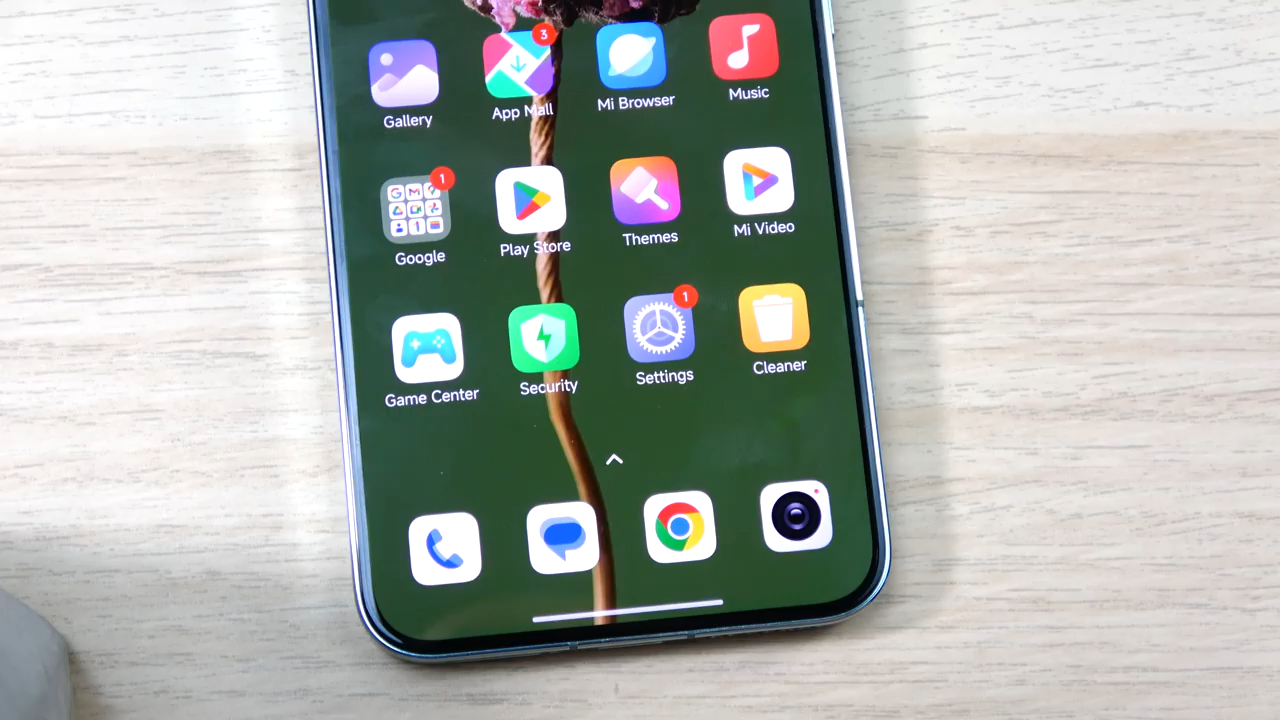 3
Gallery
App Mall
Mi Browser
Music
1
Google
Play Store
Themes
Mi Video
1
Game Center
Security
Settings
Cleaner